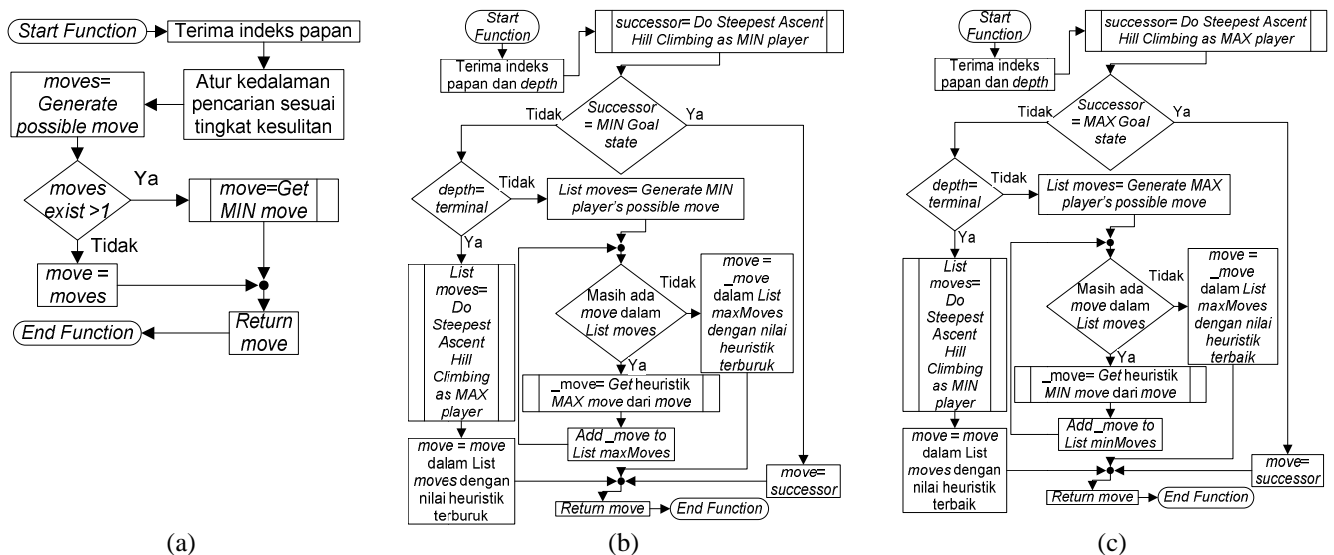 Start Function
Terima indeks papan
Atur kedalaman
pencarian sesuai
tingkat kesulitan
moves=
Generate
possible move
moves
exist >1
Ya
move=Get
MIN move
Tidak
move =
moves
Return
move
End Function
(a)
Start
Function
Terima indeks
papan dan depth
successor= Do Steepest Ascent
Hill Climbing as MIN player
Successor
= MIN Goal
state
Tidak
Ya
depth=
terminal
Tidak
List moves= Generate MIN
player's possible move
Ya
List
moves=
Do
Steepest
Ascent
Hill
Climbing
as MAX
player
Masih ada
move dalam
List moves
Tidak
move =
_move
dalam List
maxMoves
dengan nilai
heuristik
terburuk
Ya
_move= Get heuristik
MAX move dari move
Add _move to
List maxMoves
move = move
dalam List
moves dengan
nilai heuristik
terburuk
move=
successor
Return move
End Function
(b)
Start
Function
Terima indeks
papan dan depth
successor= Do Steepest Ascent
Hill Climbing as MAX player
Successor
= MAX Goal
state
Tidak
Ya
depth=
terminal
Tidak
List moves= Generate MAX
player's possible move
Ya
List
moves=
Do
Steepest
Ascent
Hill
Climbing
as MIN
player
Masih ada
move dalam
List moves
Tidak
move =
_move
dalam List
maxMoves
dengan nilai
heuristik
terbaik
Ya
_move= Get heuristik
MIN move dari move
Add _move to
List minMoves
move = move
dalam List
moves dengan
nilai heuristik
terbaik
move=
successor
Return move
End Function
(c)